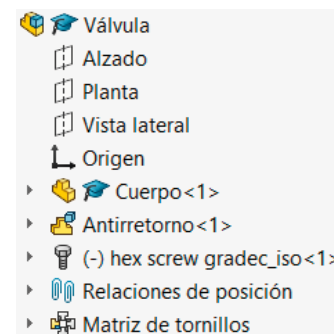 Válvula
Alzado
Planta
Vista lateral
Origen
Cuerpo<1>
Antirretorno<1>
(-) hex screw gradec_iso<1>
Relaciones de posición
Matriz de tornillos